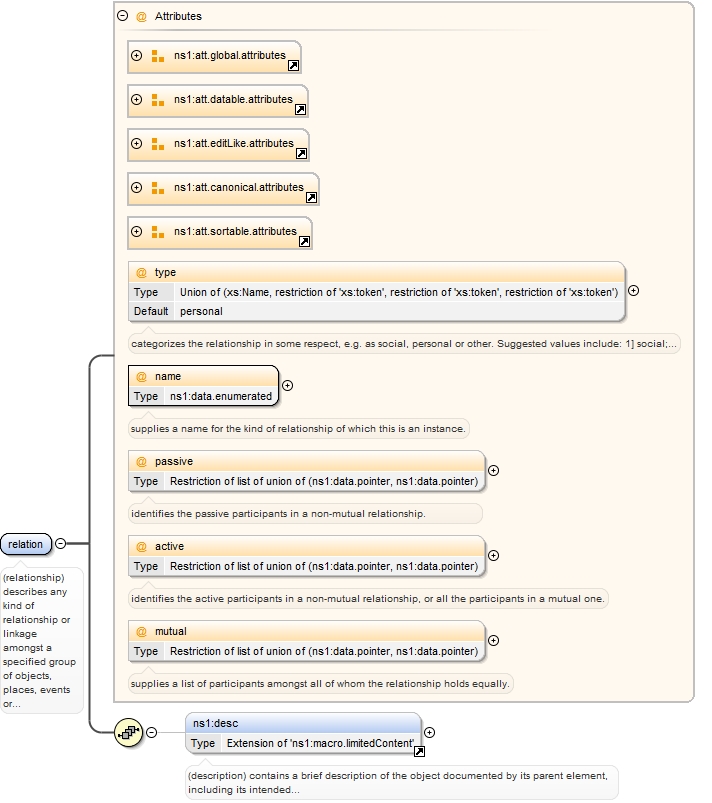 @ Attributes
ns1:att.global.attributes
ns1:att.datable.attributes
ns1:att.editLike.attributes
ns1:att.canonical.attributes
ns1:att.sortable.attributes
@ type
Type Union of (xs:Name, restriction of 'xs:token', restriction of 'xs:token', restriction of 'xs:token')
Default personal
categorizes the relationship in some respect, e.g. as social, personal or other. Suggested values include: 1] social;...
@ name
Type ns1:data.enumerated
supplies a name for the kind of relationship of which this is an instance.
@ passive
Type Restriction of list of union of (ns1:data.pointer, ns1:data.pointer)
identifies the passive participants in a non-mutual relationship.
@ active
Type Restriction of list of union of (ns1:data.pointer, ns1:data.pointer)
identifies the active participants in a non-mutual relationship, or all the participants in a mutual one.
@ mutual
Type Restriction of list of union of (ns1:data.pointer, ns1:data.pointer)
supplies a list of participants amongst all of whom the relationship holds equally.
relation
(relationship)
describes any
kind of
relationship or
linkage
amongst a
specified group
of objects,
places, events
or...
ns1:desc
Type Extension of 'ns1:macro.limitedContent'
(description) contains a brief description of the object documented by its parent element,
including its intended...